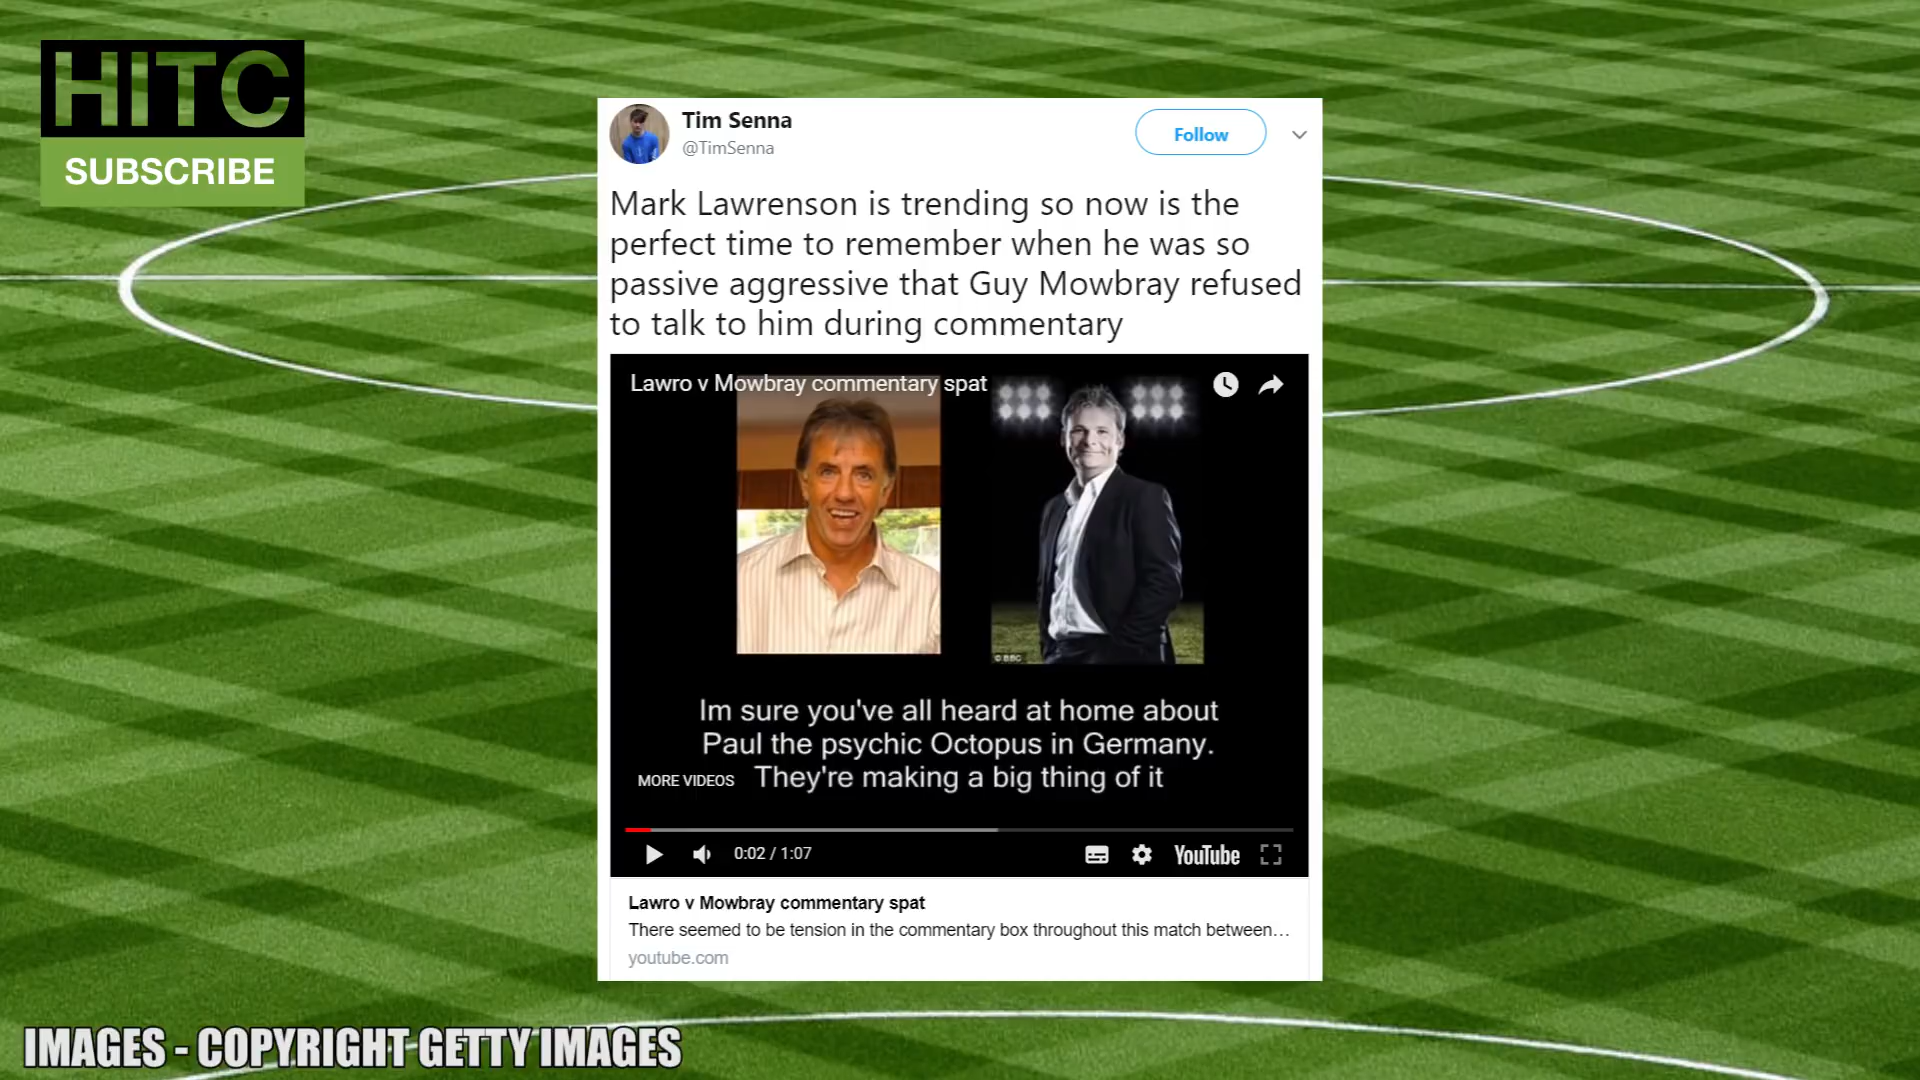 HITC
SUBSCRIBE
Tim Senna
@TimSenna
Follow
Mark Lawrenson is trending so now is the
perfect time to remember when he was so
passive aggressive that Guy Mowbray refused
to talk to him during commentary
Lawro v Mowbray commentary spat
© BBC
Im sure you've all heard at home about
Paul the psychic Octopus in Germany.
They're making a big thing of it
MORE VIDEOS
0:02 / 1:07
YouTube
Lawro v Mowbray commentary spat
There seemed to be tension in the commentary box throughout this match between...
youtube.com
IMAGES - COPYRIGHT GETTY IMAGES